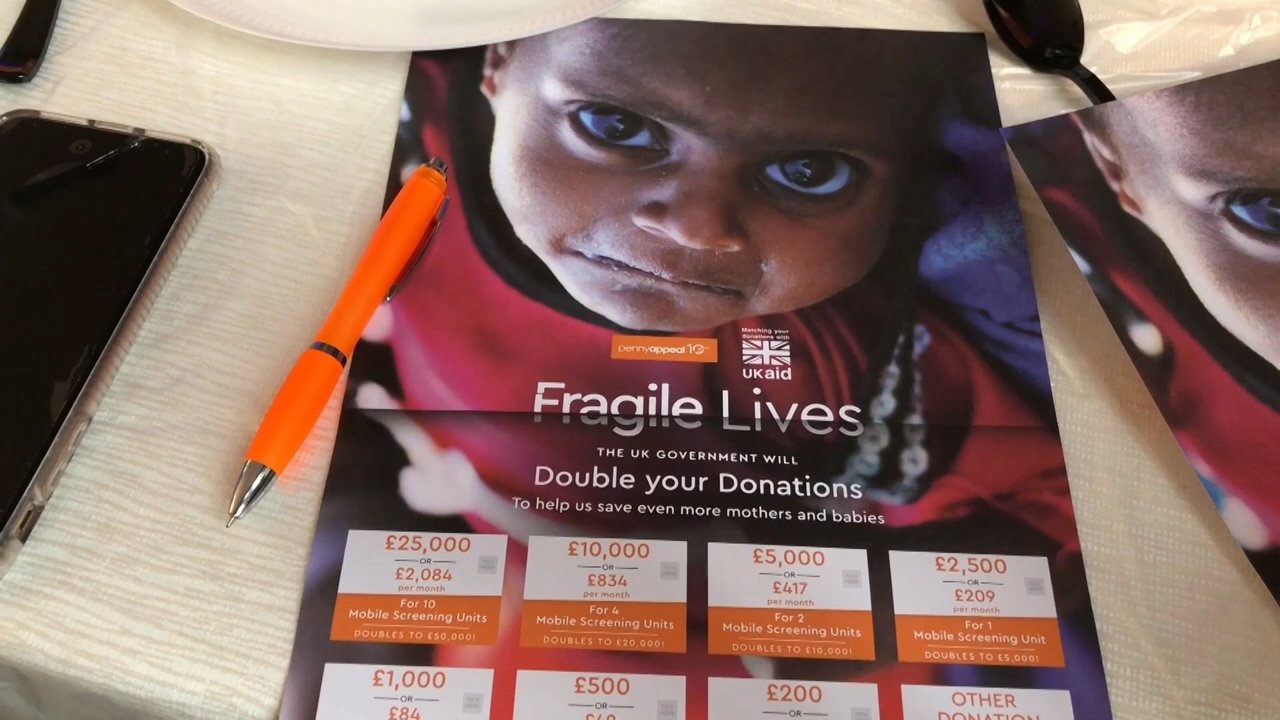 Matching your
donations with
pennyappeal 10
UKaid
Fragile Lives
THE UK GOVERNMENT WILL
Double your Donations
To help us save even more mothers and babies
£25,000
OR
£2,084
per month
For 10
Mobile Screening Units
DOUBLES TO £50,000!
£10,000
OR
£834
per month
For 4
Mobile Screening Units
DOUBLES TO £20,000!
£5,000
OR
£417
per month
For 2
Mobile Screening Units
DOUBLES TO £10,000!
£2,500
OR
£209
per month
For 1
Mobile Screening Unit
DOUBLES TO £5,000!
£1,000
OR
£84
£500
OR
£200
OR
OTHER
DONATION